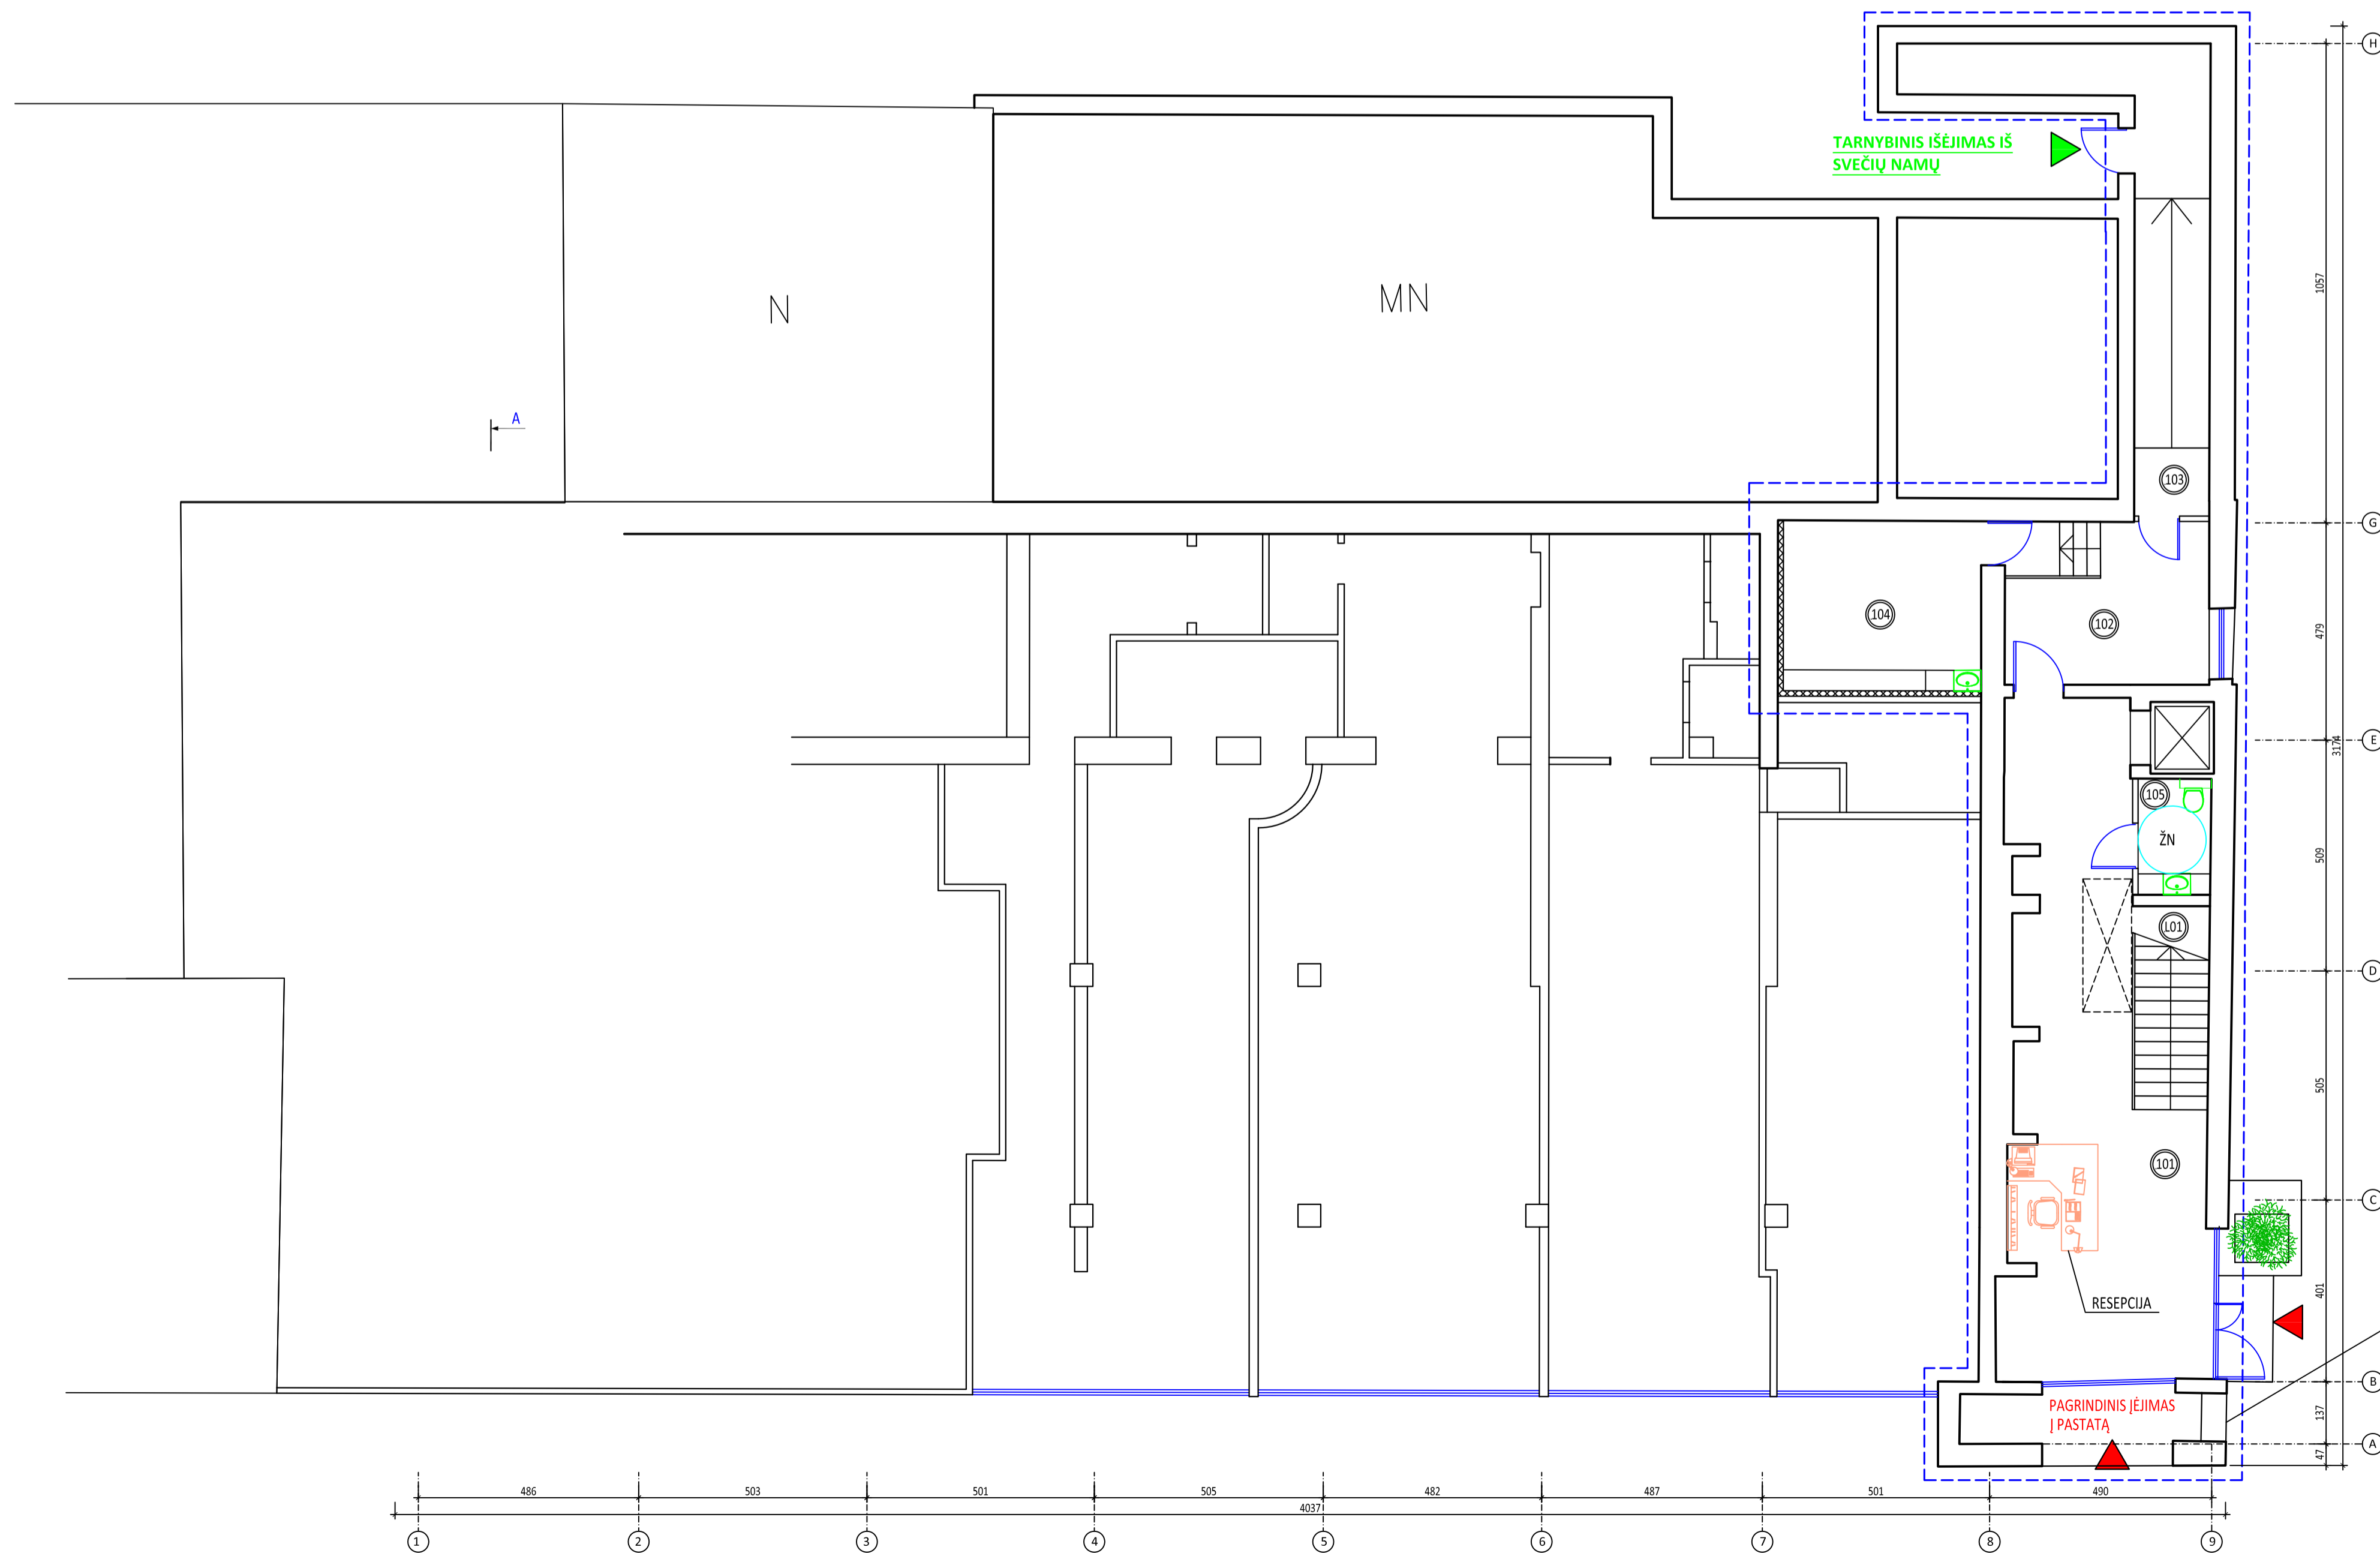 H
TARNYBINIS IŠĖJIMAS IŠ
SVEČIŲ NAMŲ
N
MN
1057
A
103
G
104
102
479
E
3174
105
ŽN
509
L01
D
505
101
C
RESEPCIJA
401
B
PAGRINDINIS ĮĖJIMAS
Į PASTATĄ
137
A
47
486 503 501 505 482 487 501 490
4037
1 2 3 4 5 6 7 8 9